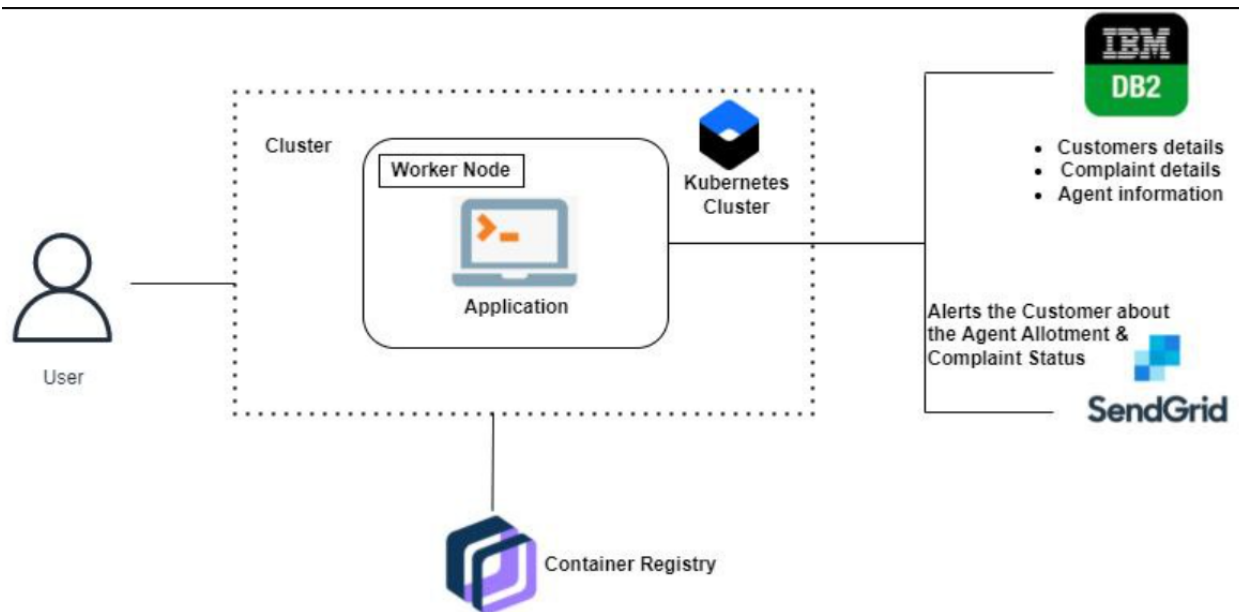 IBM
DB2
Customers details
Complaint details
Agent information
Cluster
Worker Node
Kubernetes
Cluster
Application
User
Alerts the Customer about
the Agent Allotment &
Complaint Status
SendGrid
Container Registry